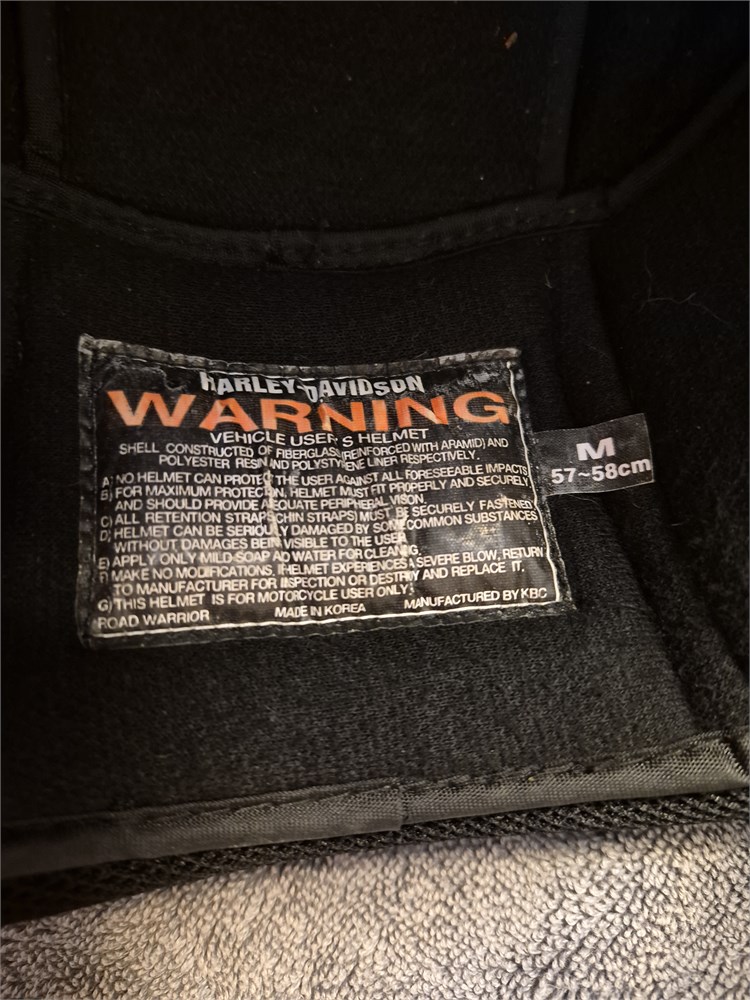 HARLEY-DAVIDSON
WARNING
VEHICLE USER'S HELMET
SHELL CONSTRUCTED OF FIBERGLASS(REINFORCED WITH ARAMID) AND
POLYESTER RESIN AND POLYSTYRENE LINER RESPECTIVELY.
A) NO HELMET CAN PROTECT THE USER AGAINST ALL FORESEEABLE IMPACTS
B) FOR MAXIMUM PROTECTION, HELMET MUST FIT PROPERLY AND SECURELY
AND SHOULD PROVIDE ADEQUATE PERIPHERAL VISON.
C) ALL RETENTION STRAPS(CHIN STRAPS) MUST BE SECURELY FASTENED
D) HELMET CAN BE SERIOUSLY DAMAGED BY SOME COMMON SUBSTANCES
WITHOUT DAMAGES BEING VISIBLE TO THE USER
E) APPLY ONLY MILD SOAP AND WATER FOR CLEANING,
F) MAKE NO MODIFICATIONS, IF HELMET EXPERIENCES A SEVERE BLOW, RETURN
TO MANUFACTURER FOR INSPECTION OR DESTROY AND REPLACE IT,
G) THIS HELMET IS FOR MOTORCYCLE USER ONLY,
ROAD WARRIOR MADE IN KOREA MANUFACTURED BY KBC
M
57~58cm